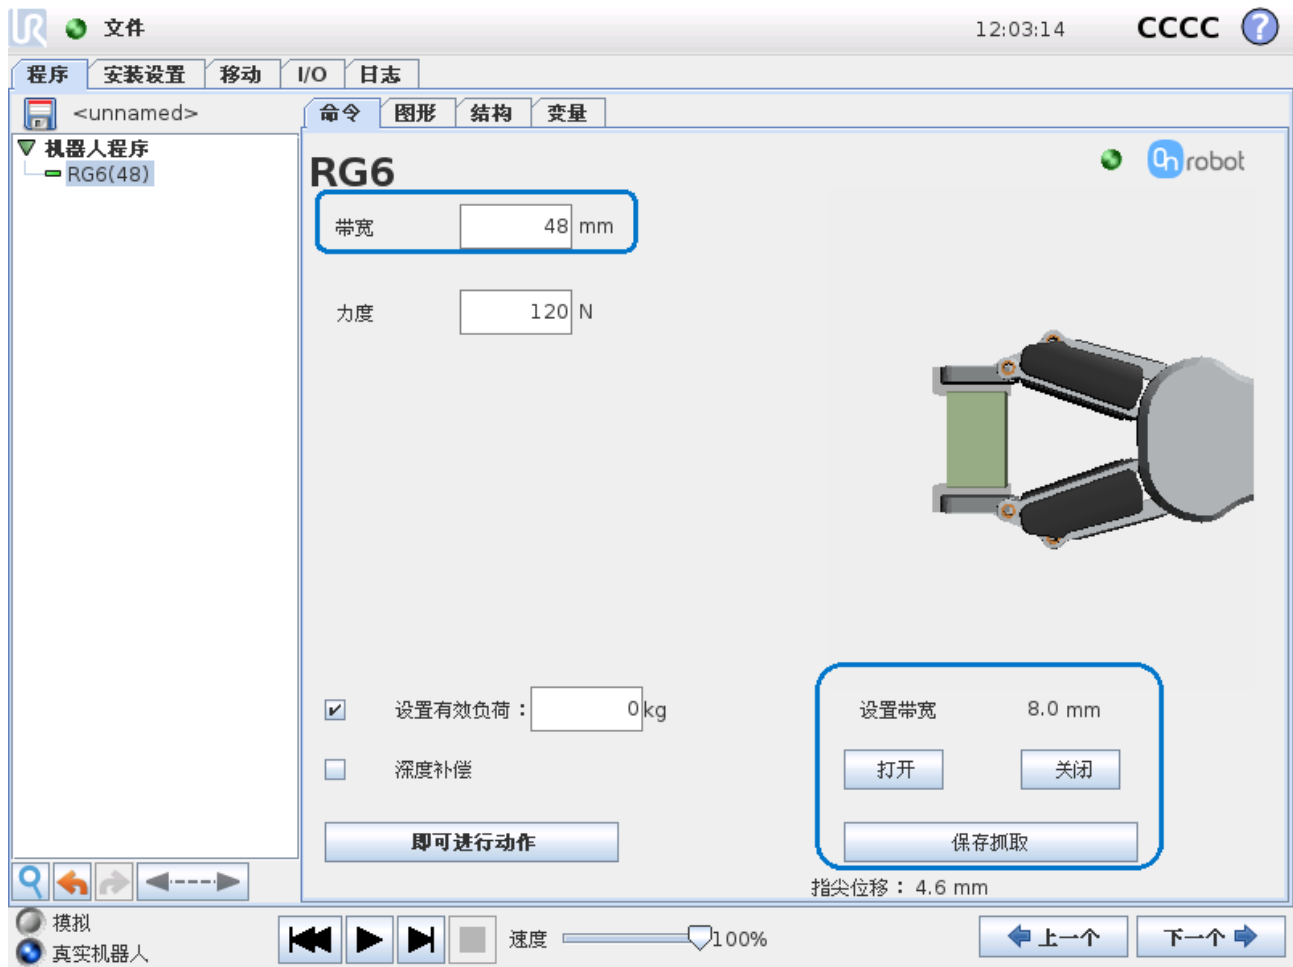 UR 文件 12:03:14 CCCC ?
程序 安装设置 移动 I/O 日志
<unnamed> 命令 图形 结构 变量
机器人程序
RG6(48)
RG6 On robot
带宽 48 mm
力度 120 N
设置有效负荷： 0 kg 设置带宽 8.0 mm
深度补偿 打开 关闭
即可进行动作 保存抓取
指尖位移： 4.6 mm
模拟
真实机器人
速度 100% 上一个 下一个